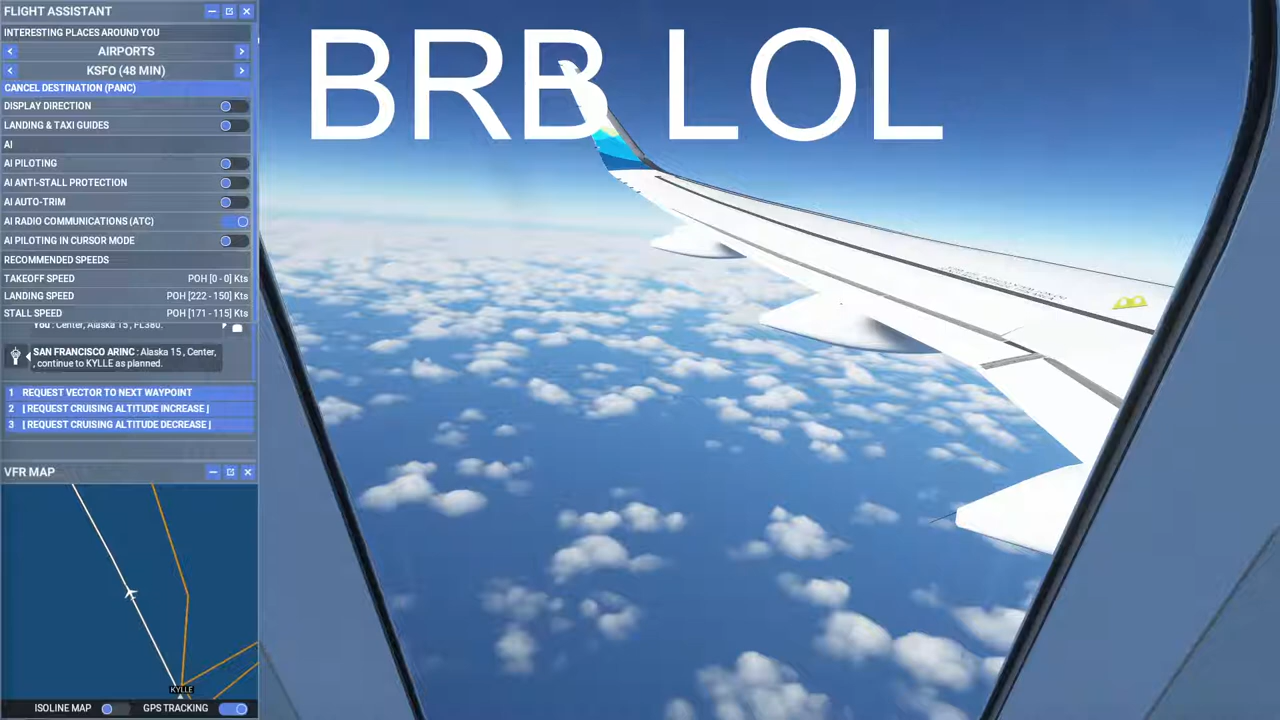 FLIGHT ASSISTANT
INTERESTING PLACES AROUND YOU
AIRPORTS
KSFO (48 MIN)
CANCEL DESTINATION (PANC)
DISPLAY DIRECTION
LANDING & TAXI GUIDES
AI
AI PILOTING
AI ANTI-STALL PROTECTION
AI AUTO-TRIM
AI RADIO COMMUNICATIONS (ATC)
AI PILOTING IN CURSOR MODE
RECOMMENDED SPEEDS
TAKEOFF SPEED POH [0 - 0] Kts
LANDING SPEED POH [222 - 150] Kts
STALL SPEED POH [171 - 115] Kts
You : Center, Alaska 15 , FL380.
SAN FRANCISCO ARINC : Alaska 15 , Center,
, continue to KYLLE as planned.
1 REQUEST VECTOR TO NEXT WAYPOINT
2 [ REQUEST CRUISING ALTITUDE INCREASE ]
3 [ REQUEST CRUISING ALTITUDE DECREASE ]
VFR MAP
KYLLE
ISOLINE MAP GPS TRACKING
BRB LOL